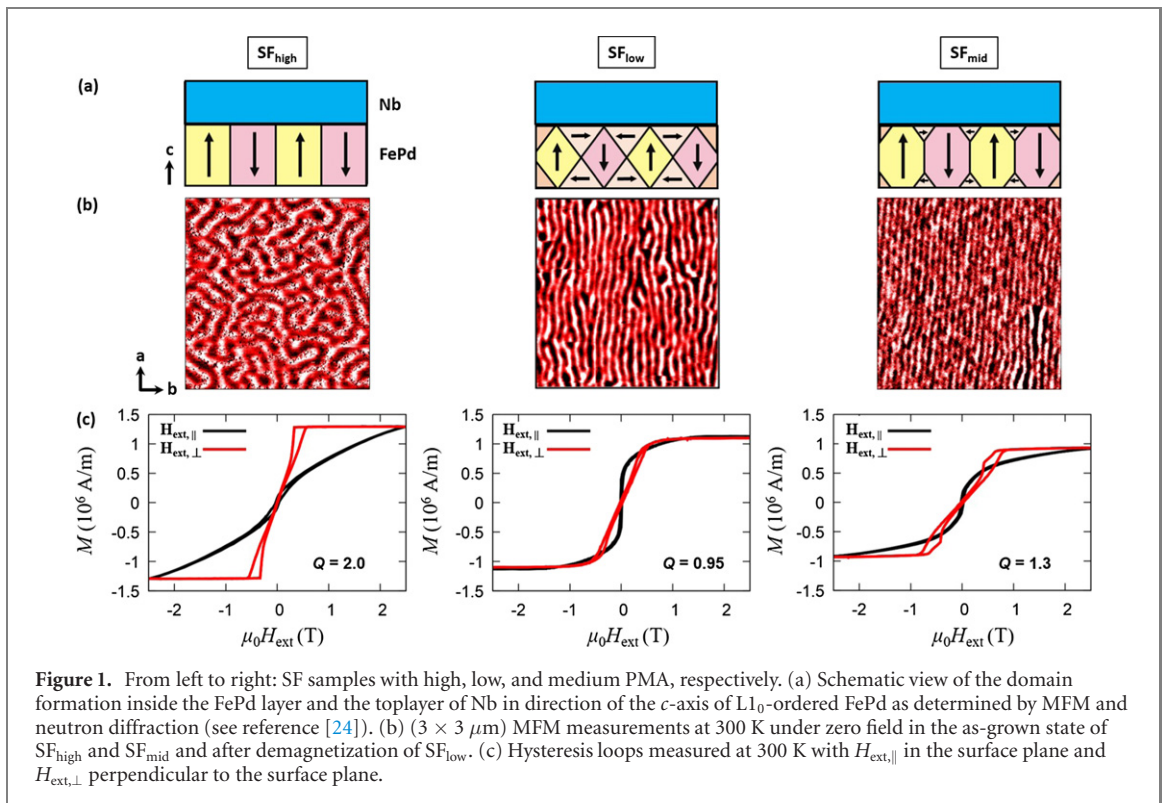 SF_high SF_low SF_mid
(a)
Nb
FePd
c
(b)
a
b
(c)
1.5 1 0.5 0 -0.5 -1 -1.5
M (10⁶ A/m)
H_ext,∥
H_ext,⊥
Q = 2.0
-2 -1 0 1 2
μ₀H_ext (T)
1.5 1 0.5 0 -0.5 -1 -1.5
M (10⁶ A/m)
H_ext,∥
H_ext,⊥
Q = 0.95
-2 -1 0 1 2
μ₀H_ext (T)
1.5 1 0.5 0 -0.5 -1 -1.5
M (10⁶ A/m)
H_ext,∥
H_ext,⊥
Q = 1.3
-2 -1 0 1 2
μ₀H_ext (T)
Figure 1. From left to right: SF samples with high, low, and medium PMA, respectively. (a) Schematic view of the domain
formation inside the FePd layer and the toplayer of Nb in direction of the c-axis of L1₀-ordered FePd as determined by MFM and
neutron diffraction (see reference [24]). (b) (3 × 3 μm) MFM measurements at 300 K under zero field in the as-grown state of
SF_high and SF_mid and after demagnetization of SF_low. (c) Hysteresis loops measured at 300 K with H_ext,∥ in the surface plane and
H_ext,⊥ perpendicular to the surface plane.